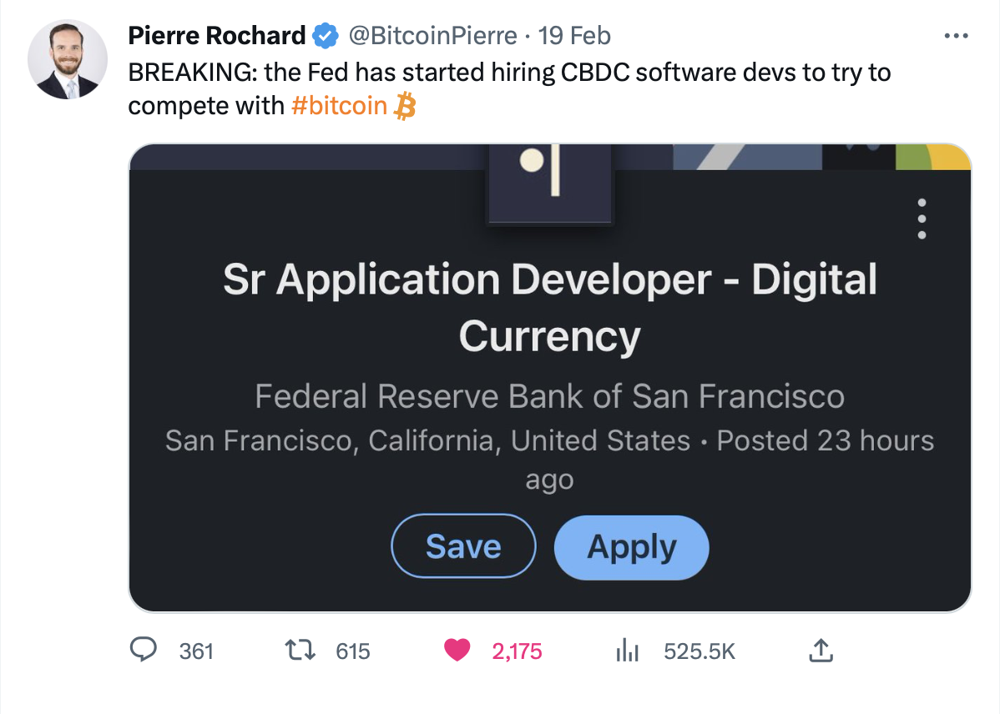 Pierre Rochard @BitcoinPierre · 19 Feb
BREAKING: the Fed has started hiring CBDC software devs to try to
compete with #bitcoin
Sr Application Developer - Digital
Currency
Federal Reserve Bank of San Francisco
San Francisco, California, United States · Posted 23 hours
ago
Save Apply
361 615 2,175 525.5K